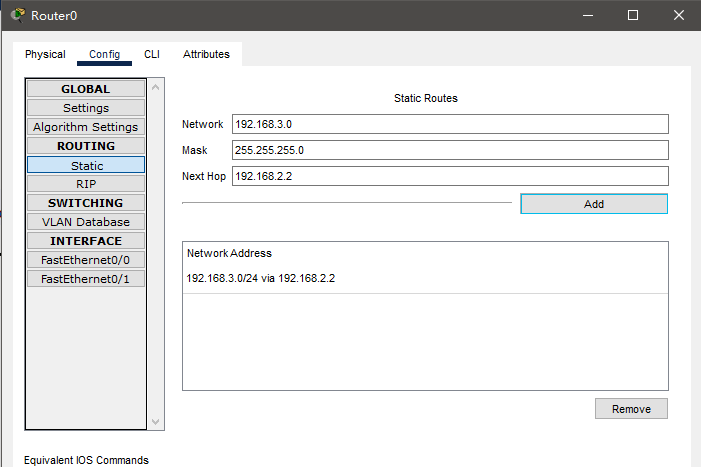 Router0
Physical Config CLI Attributes
GLOBAL
Settings
Algorithm Settings
ROUTING
Static
RIP
SWITCHING
VLAN Database
INTERFACE
FastEthernet0/0
FastEthernet0/1
Static Routes
Network 192.168.3.0
Mask 255.255.255.0
Next Hop 192.168.2.2
Add
Network Address
192.168.3.0/24 via 192.168.2.2
Remove
Equivalent IOS Commands